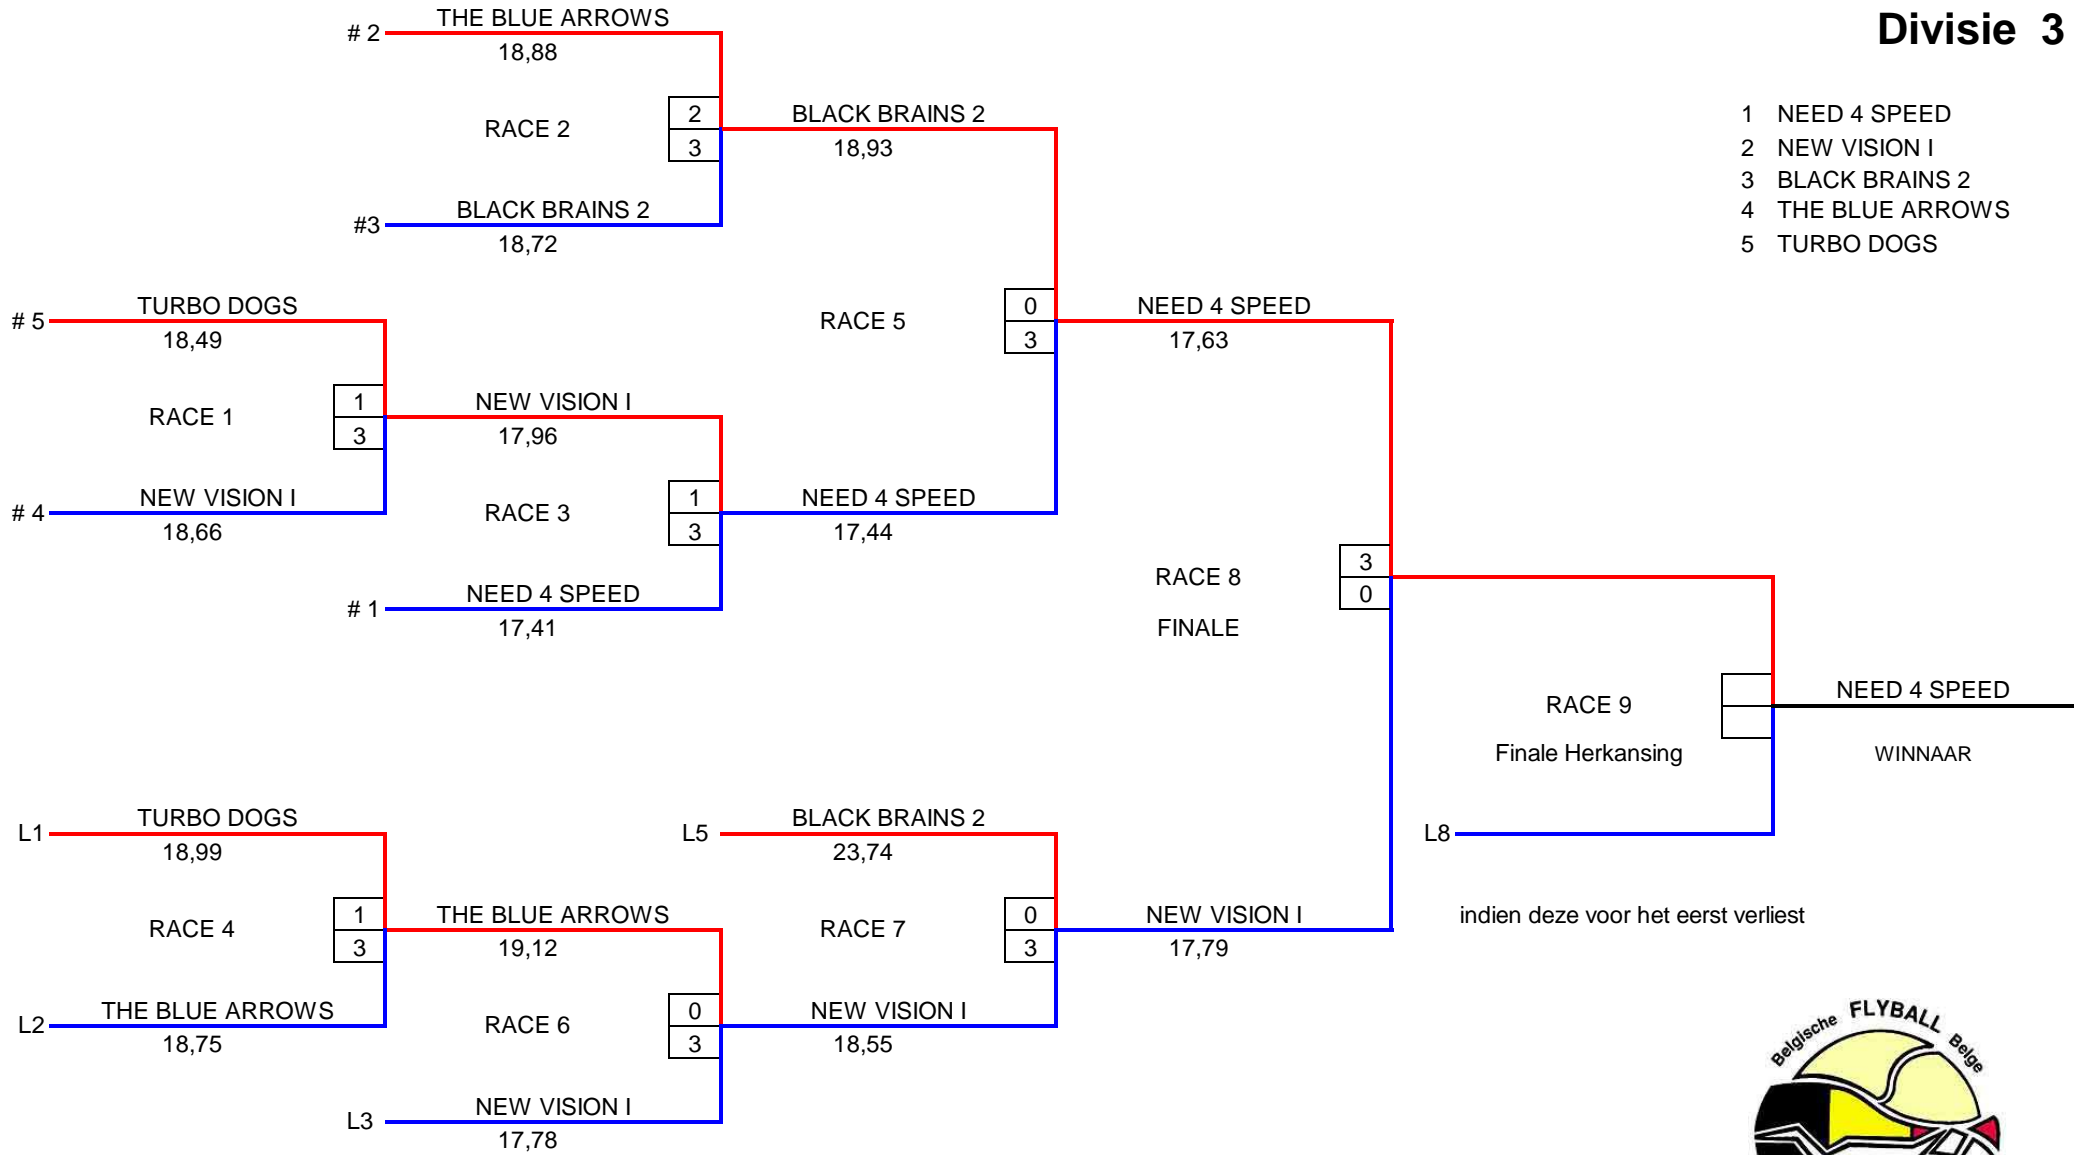 Divisie 3
1 NEED 4 SPEED
2 NEW VISION I
3 BLACK BRAINS 2
4 THE BLUE ARROWS
5 TURBO DOGS
# 2
THE BLUE ARROWS
18,88
RACE 2
2
3
#3
BLACK BRAINS 2
18,72
BLACK BRAINS 2
18,93
# 5
TURBO DOGS
18,49
RACE 1
1
3
# 4
NEW VISION I
18,66
NEW VISION I
17,96
RACE 3
1
3
# 1
NEED 4 SPEED
17,41
RACE 5
0
3
NEED 4 SPEED
17,44
NEED 4 SPEED
17,63
RACE 8
FINALE
3
0
L1
TURBO DOGS
18,99
RACE 4
1
3
L2
THE BLUE ARROWS
18,75
THE BLUE ARROWS
19,12
RACE 6
0
3
L3
NEW VISION I
17,78
L5
BLACK BRAINS 2
23,74
RACE 7
0
3
NEW VISION I
18,55
NEW VISION I
17,79
RACE 9
Finale Herkansing
NEED 4 SPEED
WINNAAR
L8
indien deze voor het eerst verliest
Belgische FLYBALL Belge